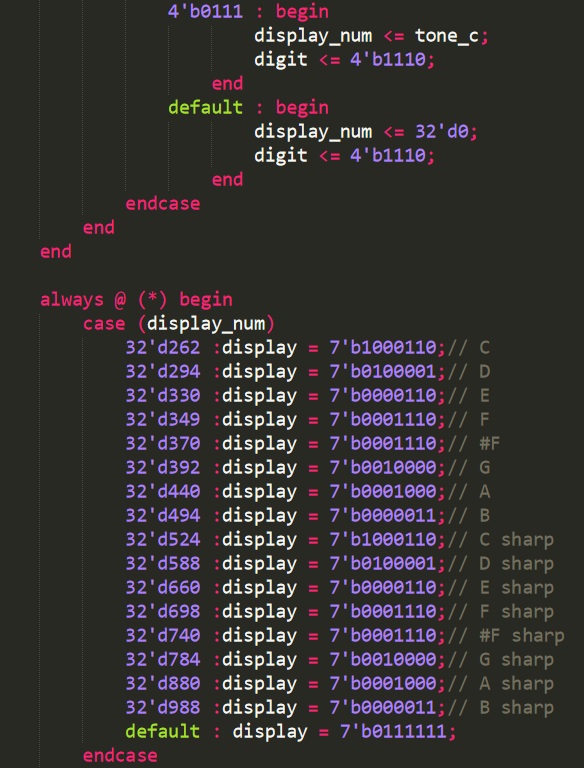 4'b0111 : begin
display_num <= tone_c;
digit <= 4'b1110;
end
default : begin
display_num <= 32'd0;
digit <= 4'b1110;
end
endcase
end
end
always @ (*) begin
case (display_num)
32'd262 :display = 7'b1000110;// C
32'd294 :display = 7'b0100001;// D
32'd330 :display = 7'b0000110;// E
32'd349 :display = 7'b0001110;// F
32'd370 :display = 7'b0001110;// #F
32'd392 :display = 7'b0010000;// G
32'd440 :display = 7'b0001000;// A
32'd494 :display = 7'b0000011;// B
32'd524 :display = 7'b1000110;// C sharp
32'd588 :display = 7'b0100001;// D sharp
32'd660 :display = 7'b0000110;// E sharp
32'd698 :display = 7'b0001110;// F sharp
32'd740 :display = 7'b0001110;// #F sharp
32'd784 :display = 7'b0010000;// G sharp
32'd880 :display = 7'b0001000;// A sharp
32'd988 :display = 7'b0000011;// B sharp
default : display = 7'b0111111;
endcase